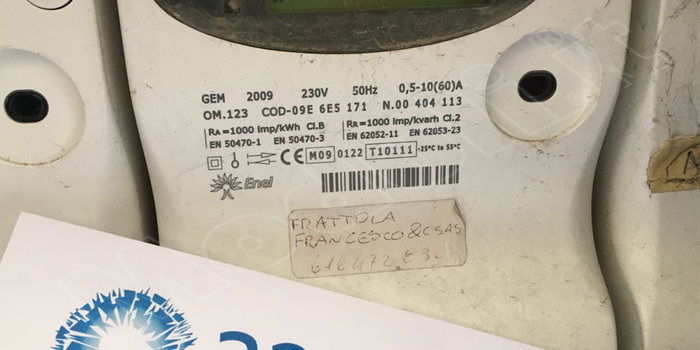 GEM 2009 230V 50Hz 0,5-10(60)A
OM.123 COD-09E 6E5 171 N.00 404 113
RA=1000 Imp/kWh Cl.B RR=1000 Imp/kvarh Cl.2
EN 50470-1 EN 50470-3 EN 62052-11 EN 62053-23
CE M09 0122 T10111 -25°C to 55°C
Enel
FRATTOLA
FRANCESCO & C SAS